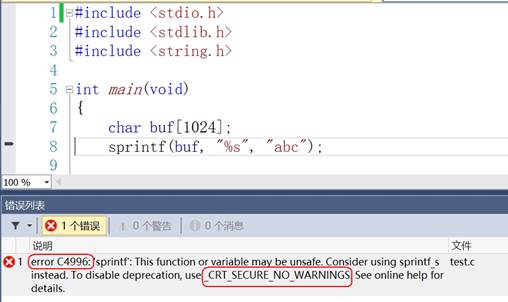 1 #include <stdio.h>
2 #include <stdlib.h>
3 #include <string.h>
4
5 int main(void)
6 {
7 char buf[1024];
8 sprintf(buf, "%s", "abc");
9
100 %
错误列表
1 个错误 0 个警告 0 个消息
说明 文件
1 error C4996: 'sprintf': This function or variable may be unsafe. Consider using sprintf_s test.c
instead. To disable deprecation, use _CRT_SECURE_NO_WARNINGS. See online help for
details.